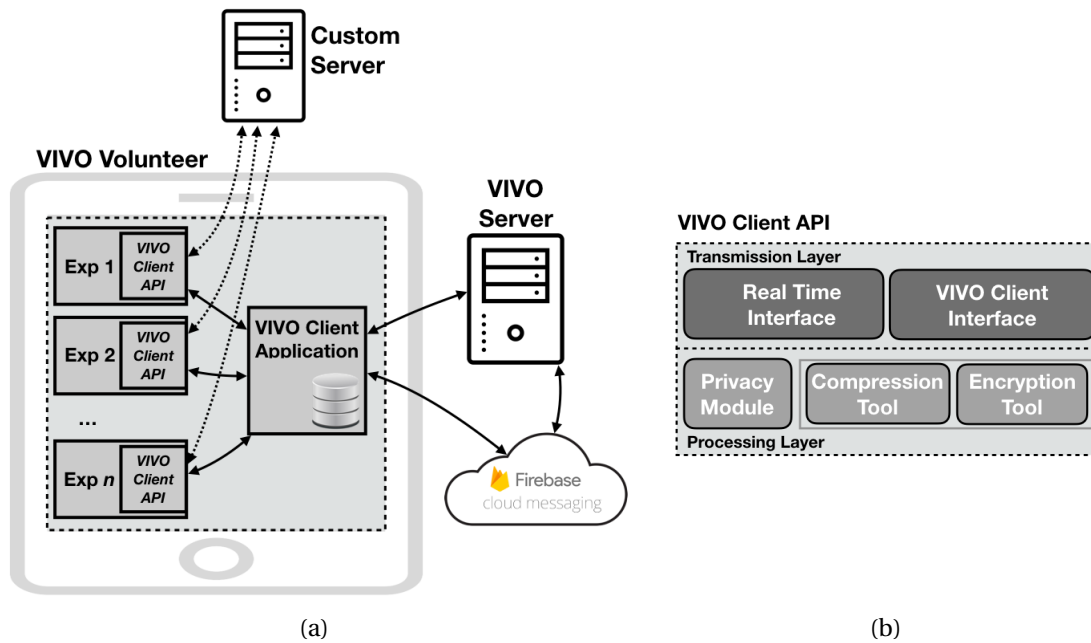 Custom
Server
VIVO Volunteer
VIVO
Server
Exp 1
VIVO
Client
API
Exp 2
VIVO
Client
API
...
Exp n
VIVO
Client
API
VIVO Client
Application
Firebase
cloud messaging
(a)
VIVO Client API
Transmission Layer
Real Time
Interface
VIVO Client
Interface
Privacy
Module
Compression
Tool
Encryption
Tool
Processing Layer
(b)